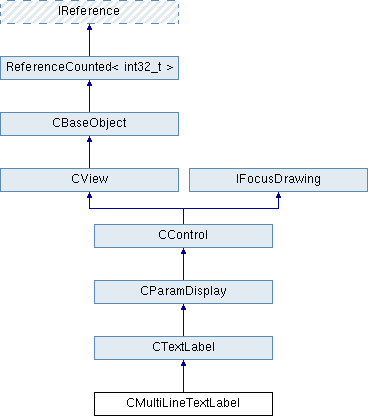 IReference
ReferenceCounted< int32_t >
CBaseObject
CView
IFocusDrawing
CControl
CParamDisplay
CTextLabel
CMultiLineTextLabel